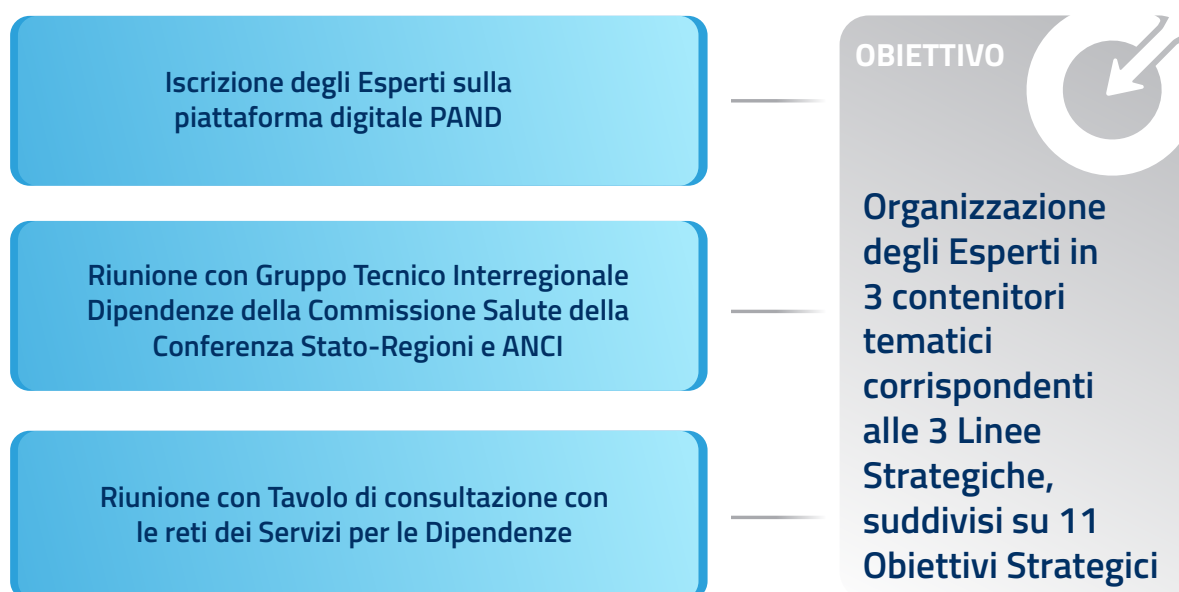 Iscrizione degli Esperti sulla
piattaforma digitale PAND
Riunione con Gruppo Tecnico Interregionale
Dipendenze della Commissione Salute della
Conferenza Stato-Regioni e ANCI
Riunione con Tavolo di consultazione con
le reti dei Servizi per le Dipendenze
OBIETTIVO
Organizzazione
degli Esperti in
3 contenitori
tematici
corrispondenti
alle 3 Linee
Strategiche,
suddivisi su 11
Obiettivi Strategici